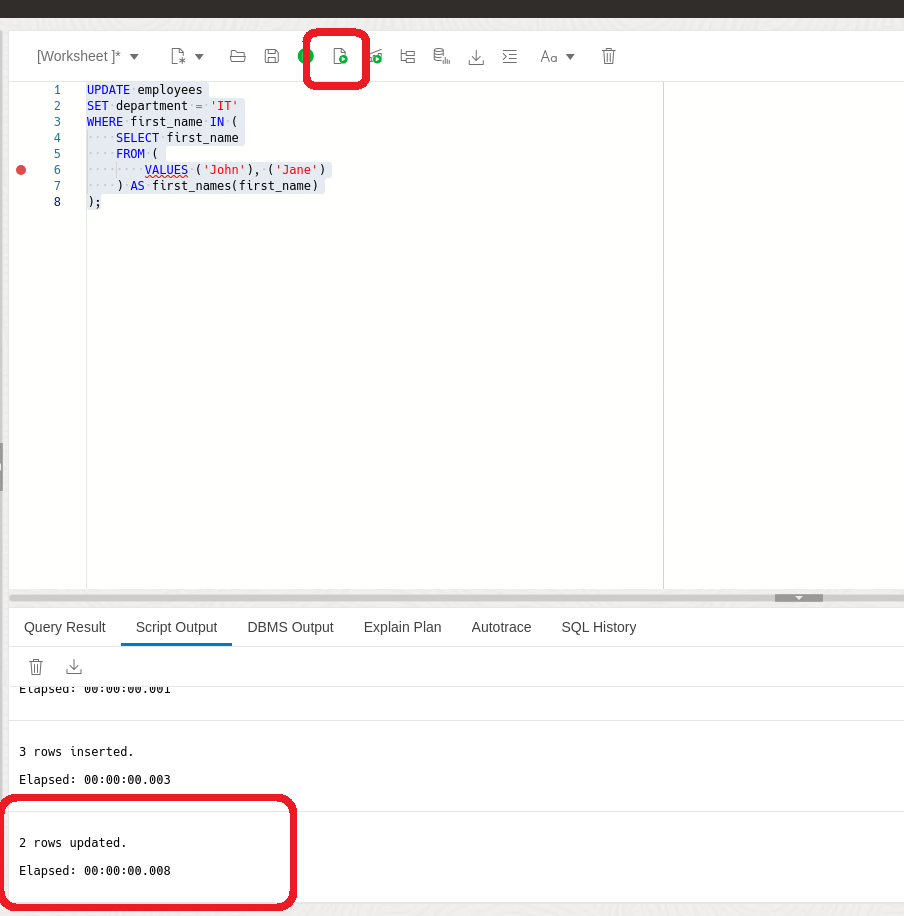 [Worksheet ]*
Aa
1 UPDATE employees
2 SET department = 'IT'
3 WHERE first_name IN (
4     SELECT first_name
5     FROM (
6         VALUES ('John'), ('Jane')
7     ) AS first_names(first_name)
8 );
Query Result Script Output DBMS Output Explain Plan Autotrace SQL History
Elapsed: 00:00:00.001
3 rows inserted.
Elapsed: 00:00:00.003
2 rows updated.
Elapsed: 00:00:00.008